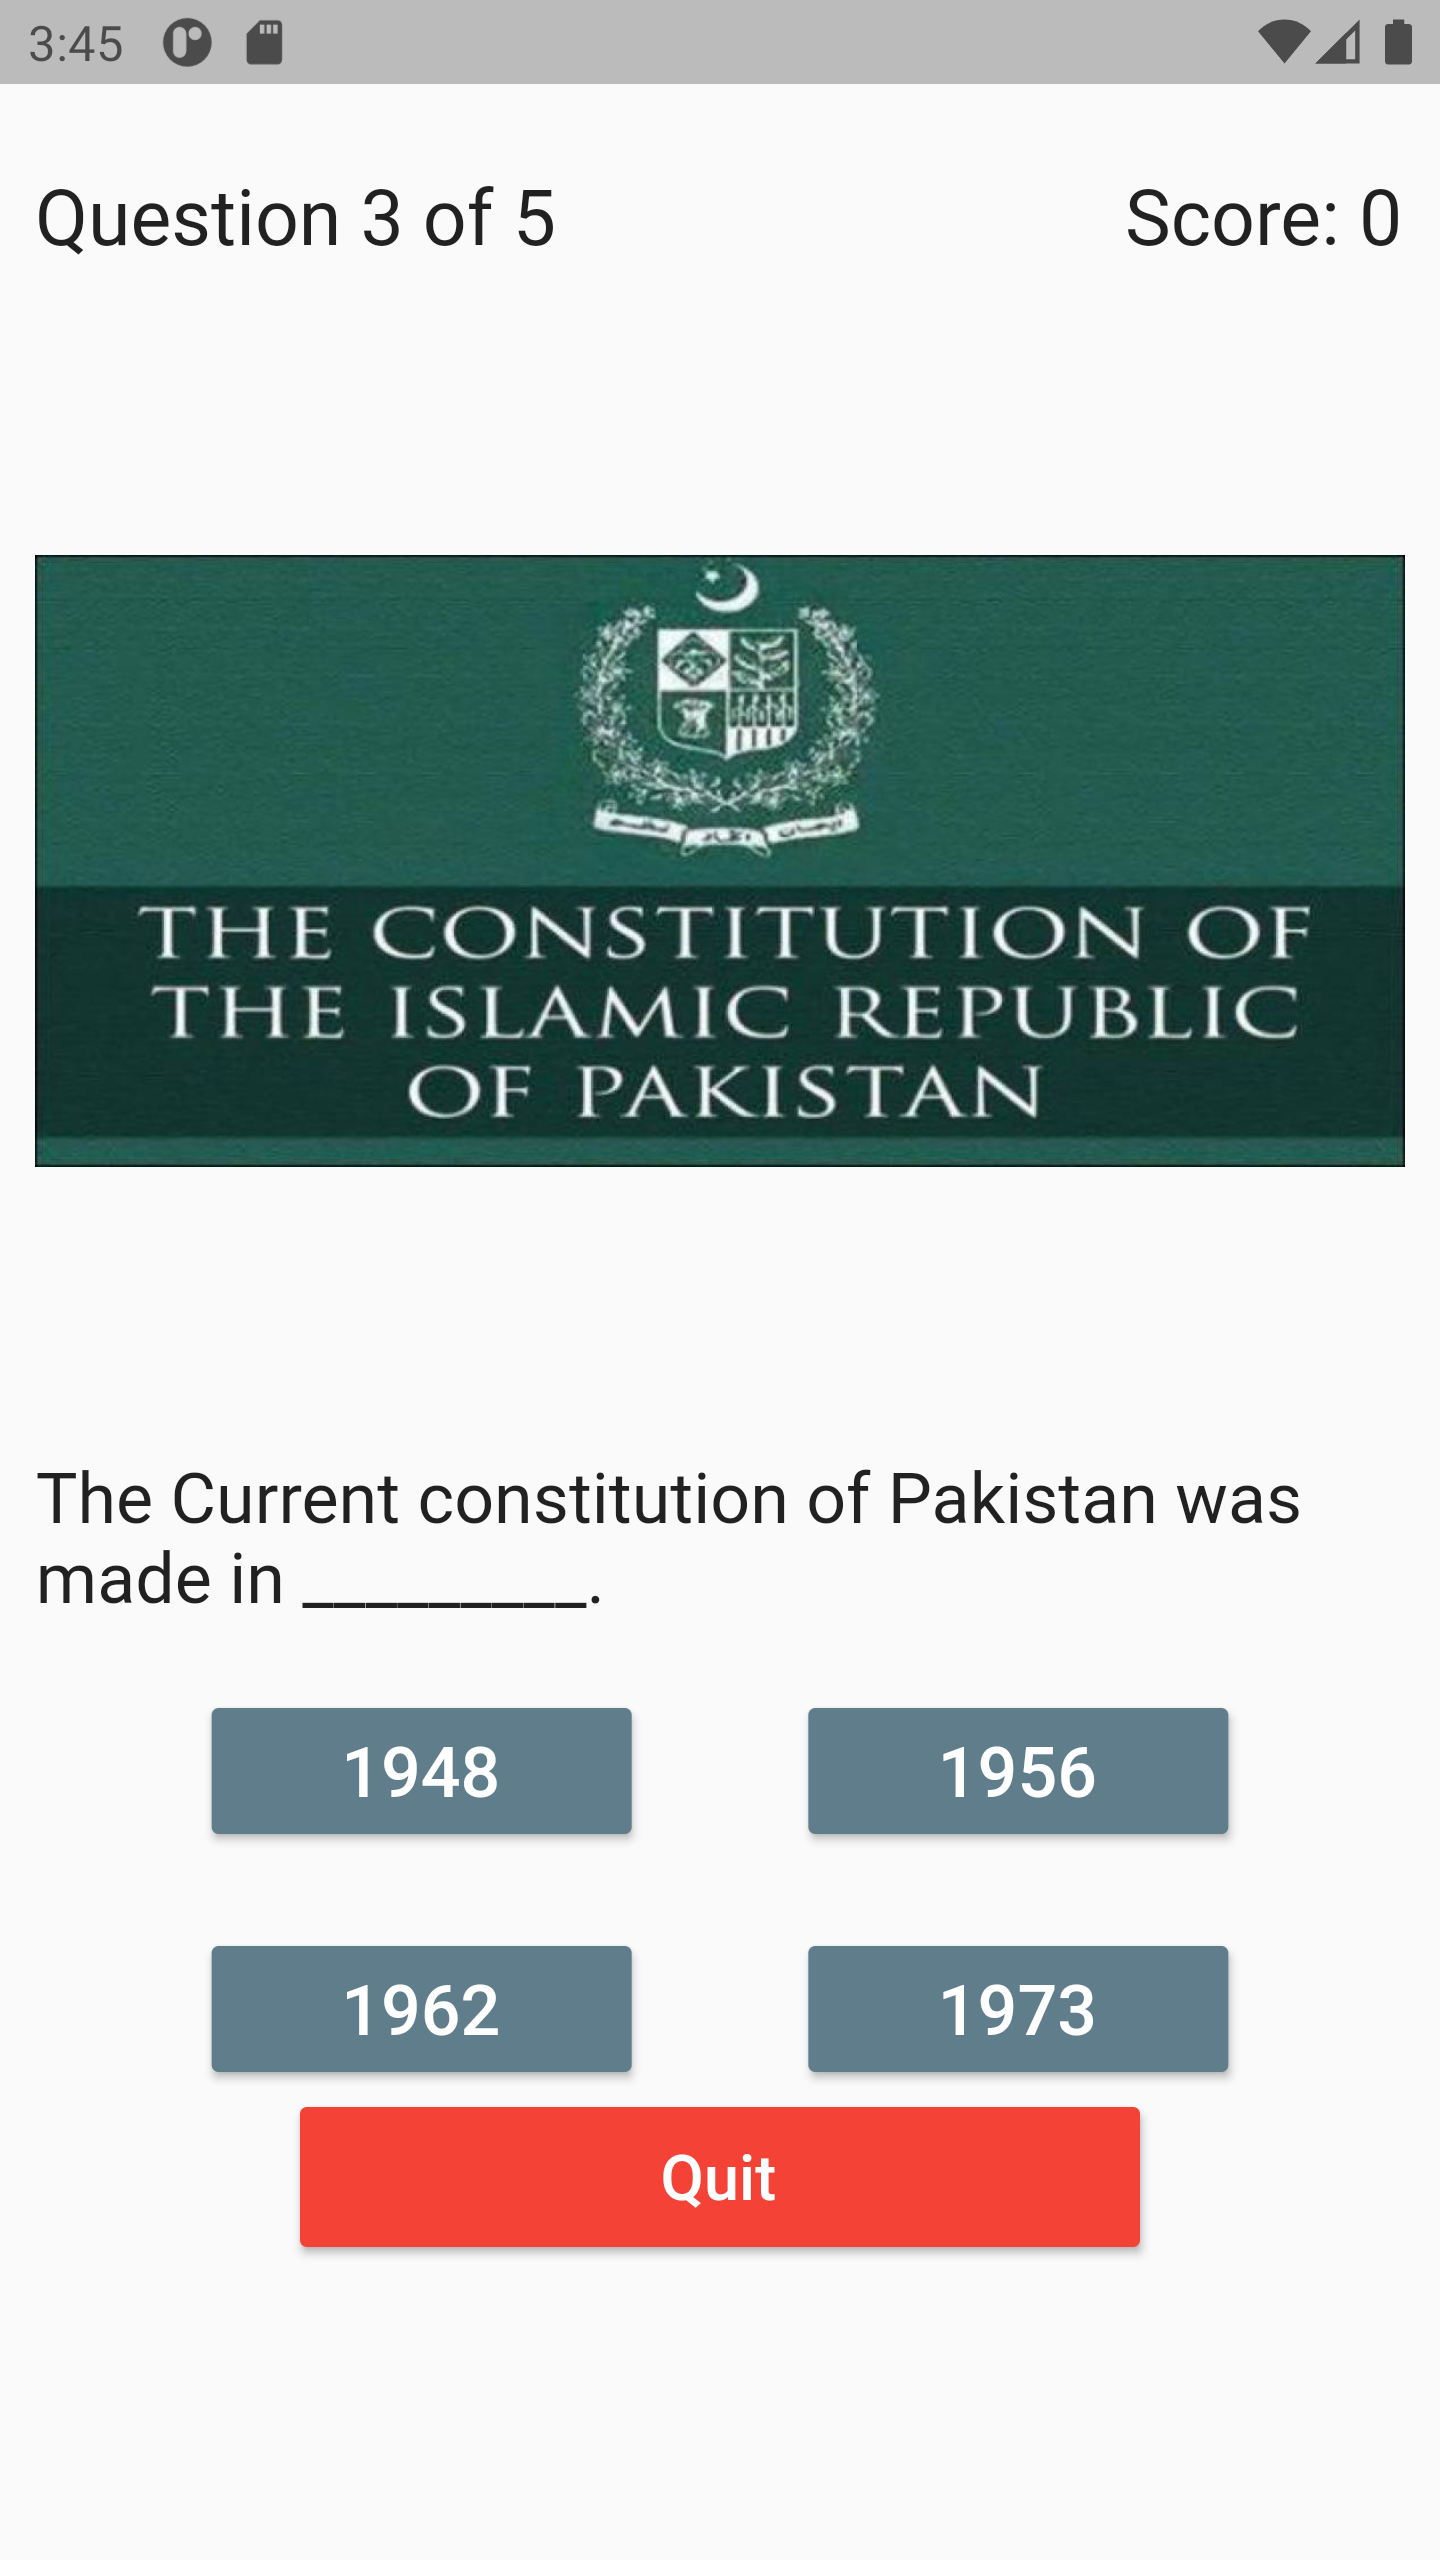 3:45
Question 3 of 5
Score: 0
THE CONSTITUTION OF
THE ISLAMIC REPUBLIC
OF PAKISTAN
The Current constitution of Pakistan was
made in _________.
1948
1956
1962
1973
Quit